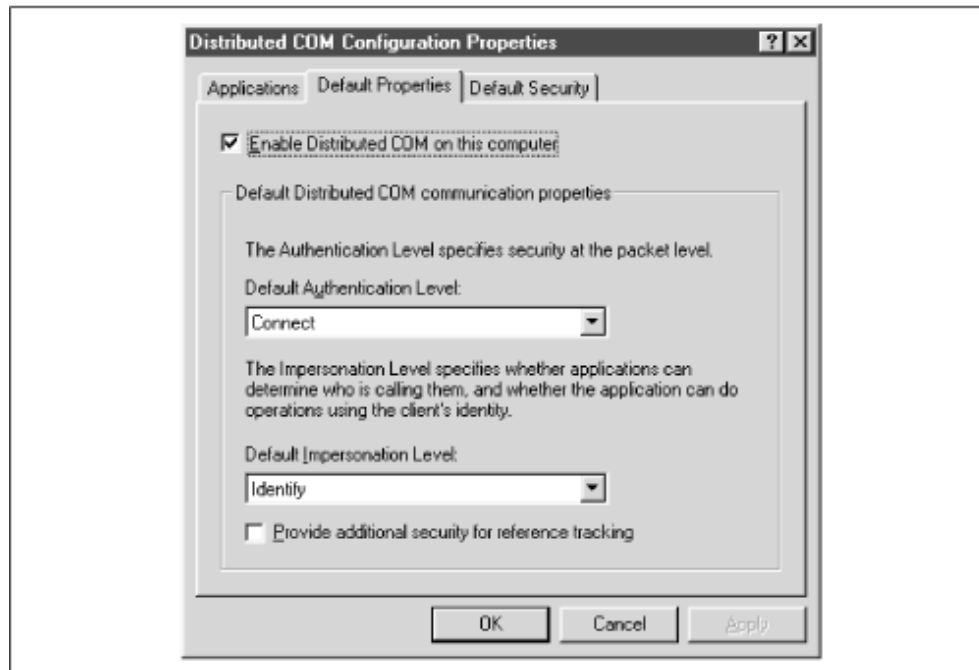 Distributed COM Configuration Properties
Applications
Default Properties
Default Security
Enable Distributed COM on this computer
Default Distributed COM communication properties
The Authentication Level specifies security at the packet level.
Default Authentication Level:
Connect
The Impersonation Level specifies whether applications can
determine who is calling them, and whether the application can do
operations using the client's identity.
Default Impersonation Level:
Identify
Provide additional security for reference tracking
OK
Cancel
Apply